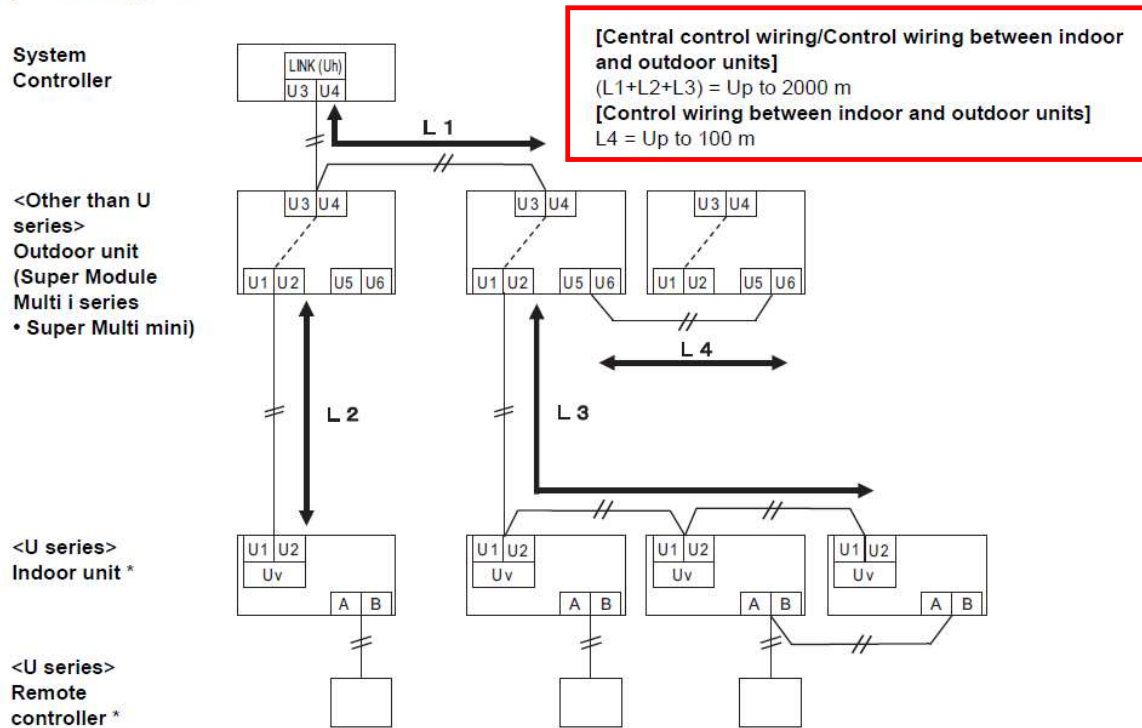 System
Controller
LINK (Uh)
U3 U4
[Central control wiring/Control wiring between indoor
and outdoor units]
(L1+L2+L3) = Up to 2000 m
[Control wiring between indoor and outdoor units]
L4 = Up to 100 m
L 1
<Other than U
series>
Outdoor unit
(Super Module
Multi i series
• Super Multi mini)
U3 U4
U3 U4
U3 U4
U1 U2 U5 U6
U1 U2 U5 U6
U1 U2 U5 U6
L 4
L 2
L 3
<U series>
Indoor unit *
U1 U2
Uv
A B
U1 U2
Uv
A B
U1 U2
Uv
A B
U1 U2
Uv
A B
<U series>
Remote
controller *